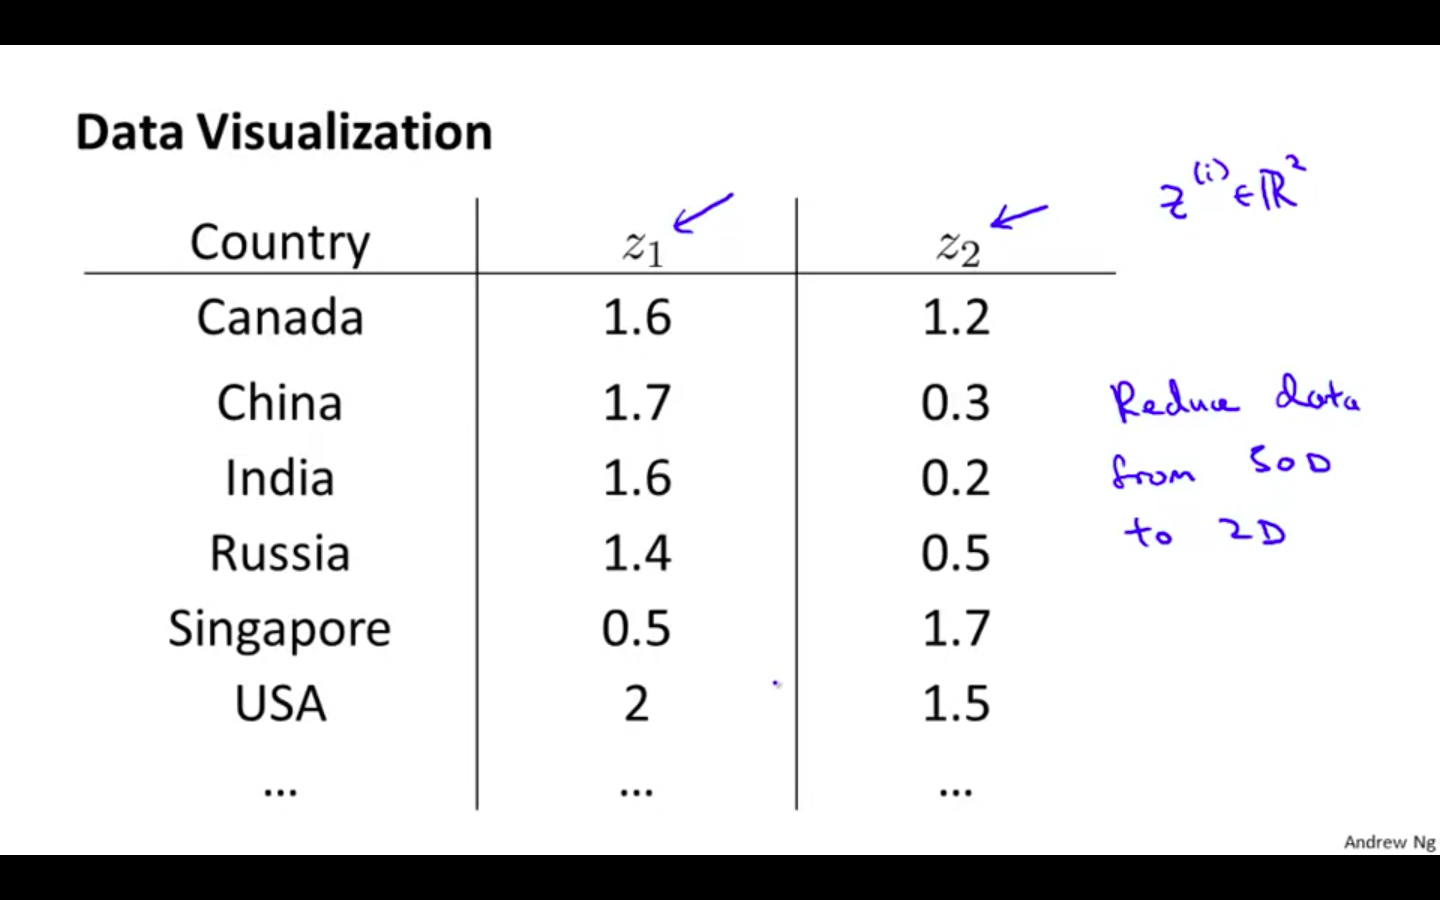 Data Visualization
z^(i) ∈ ℝ^2
Country z_1 z_2
Canada 1.6 1.2
China 1.7 0.3
Reduce data
India 1.6 0.2
from 50D
Russia 1.4 0.5
to 2D
Singapore 0.5 1.7
USA 2 1.5
... ... ...
Andrew Ng